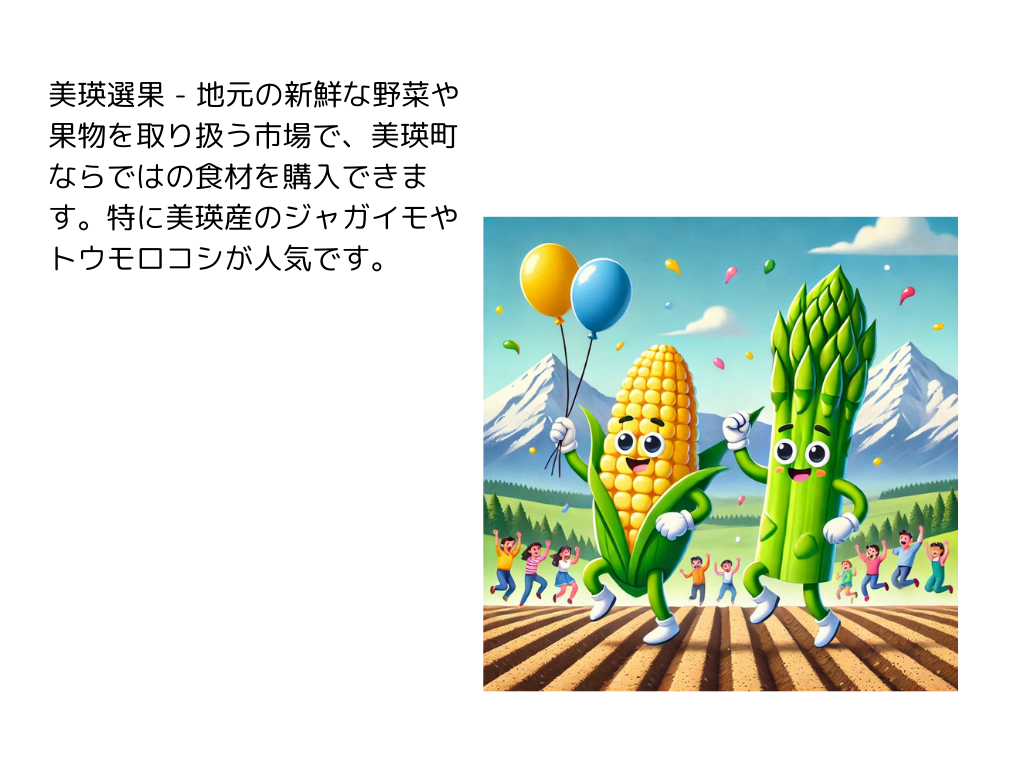 美瑛選果 - 地元の新鮮な野菜や
果物を取り扱う市場で、美瑛町
ならではの食材を購入できま
す。特に美瑛産のジャガイモや
トウモロコシが人気です。